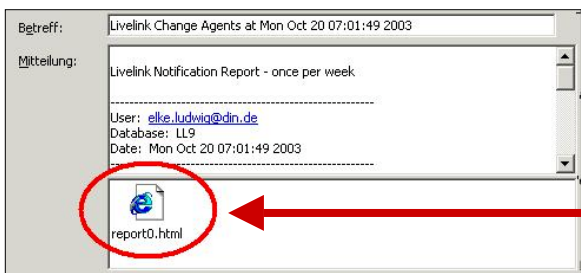 Betreff: Livelink Change Agents at Mon Oct 20 07:01:49 2003
Mitteilung:
Livelink Notification Report - once per week
------------------------------------------------------------------
User: elke.ludwig@din.de
Database: LL9
Date: Mon Oct 20 07:01:49 2003
------------------------------------------------------------------
report0.html